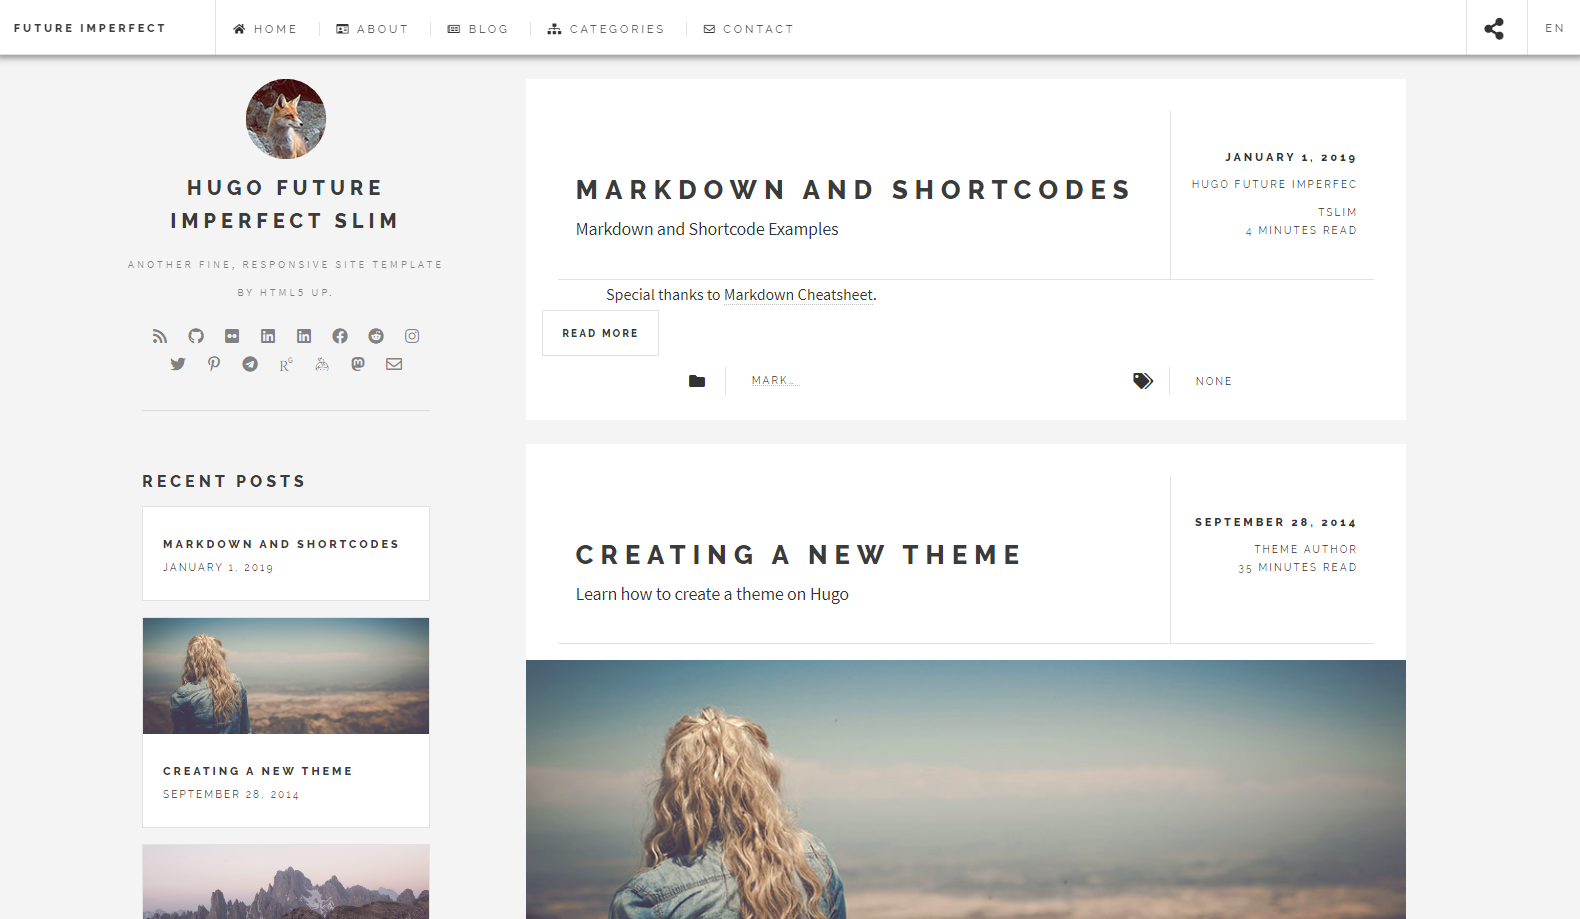 FUTURE IMPERFECT
HOME
ABOUT
BLOG
CATEGORIES
CONTACT
EN
HUGO FUTURE
IMPERFECT SLIM
ANOTHER FINE, RESPONSIVE SITE TEMPLATE
BY HTML5 UP.
RECENT POSTS
MARKDOWN AND SHORTCODES
JANUARY 1, 2019
CREATING A NEW THEME
SEPTEMBER 28, 2014
MARKDOWN AND SHORTCODES
Markdown and Shortcode Examples
JANUARY 1, 2019
HUGO FUTURE IMPERFEC
TSLIM
4 MINUTES READ
Special thanks to Markdown Cheatsheet.
READ MORE
MARK…
NONE
CREATING A NEW THEME
Learn how to create a theme on Hugo
SEPTEMBER 28, 2014
THEME AUTHOR
35 MINUTES READ